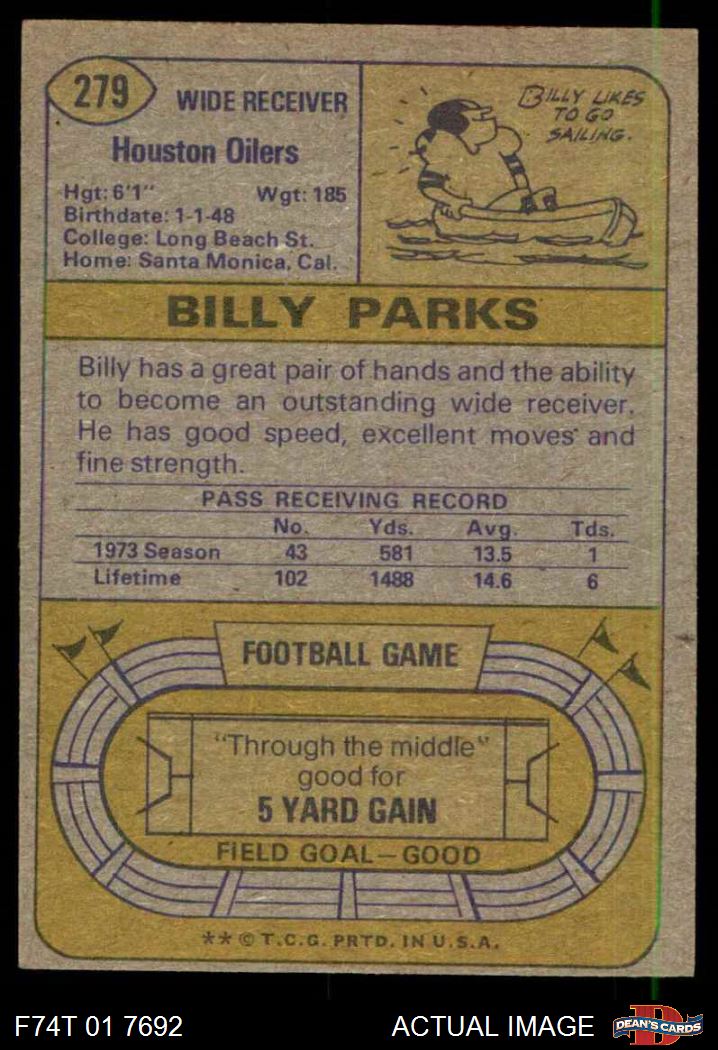 279
WIDE RECEIVER
Houston Oilers
Hgt: 6'1" Wgt: 185
Birthdate: 1-1-48
College: Long Beach St.
Home: Santa Monica, Cal.
BILLY LIKES
TO GO
SAILING.
BILLY PARKS
Billy has a great pair of hands and the ability
to become an outstanding wide receiver.
He has good speed, excellent moves and
fine strength.
PASS RECEIVING RECORD
No. Yds. Avg. Tds.
1973 Season 43 581 13.5 1
Lifetime 102 1488 14.6 6
FOOTBALL GAME
"Through the middle"
good for
5 YARD GAIN
FIELD GOAL—GOOD
** © T.C.G. PRTD. IN U.S.A.
F74T 01 7692 ACTUAL IMAGE DEAN'S CARDS